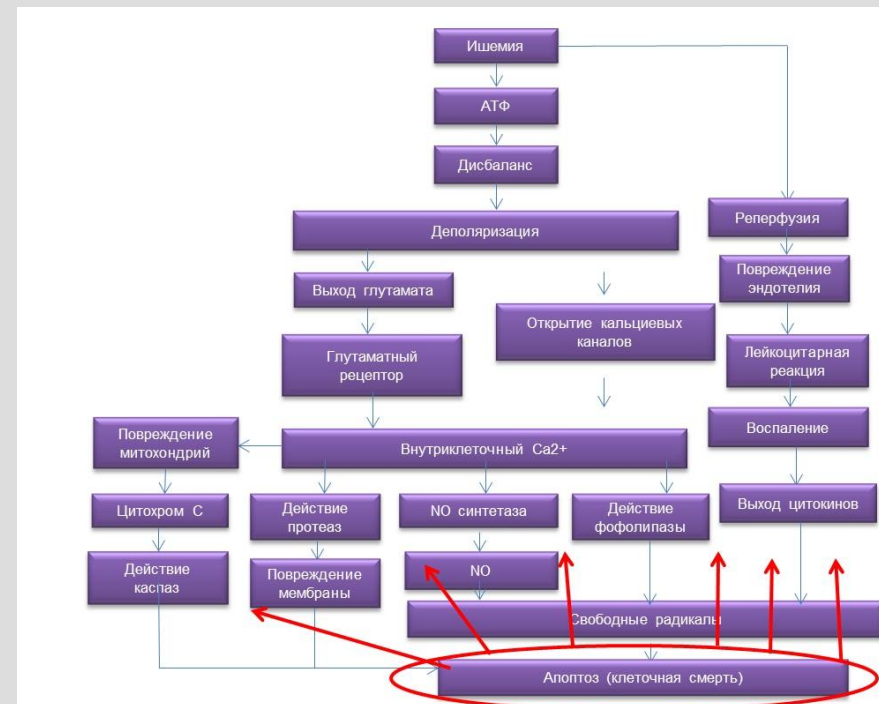 Ишемия
АТФ
Дисбаланс
Деполяризация
Реперфузия
Выход глутамата
Повреждение
эндотелия
Открытие кальциевых
каналов
Глутаматный
рецептор
Лейкоцитарная
реакция
Повреждение
митохондрий
Внутриклеточный Ca2+
Воспаление
Цитохром С
Действие
протеаз
NO синтетаза
Действие
фофолипазы
Выход цитокинов
Действие
каспаз
Повреждение
мембраны
NO
Свободные радикалы
Апоптоз (клеточная смерть)